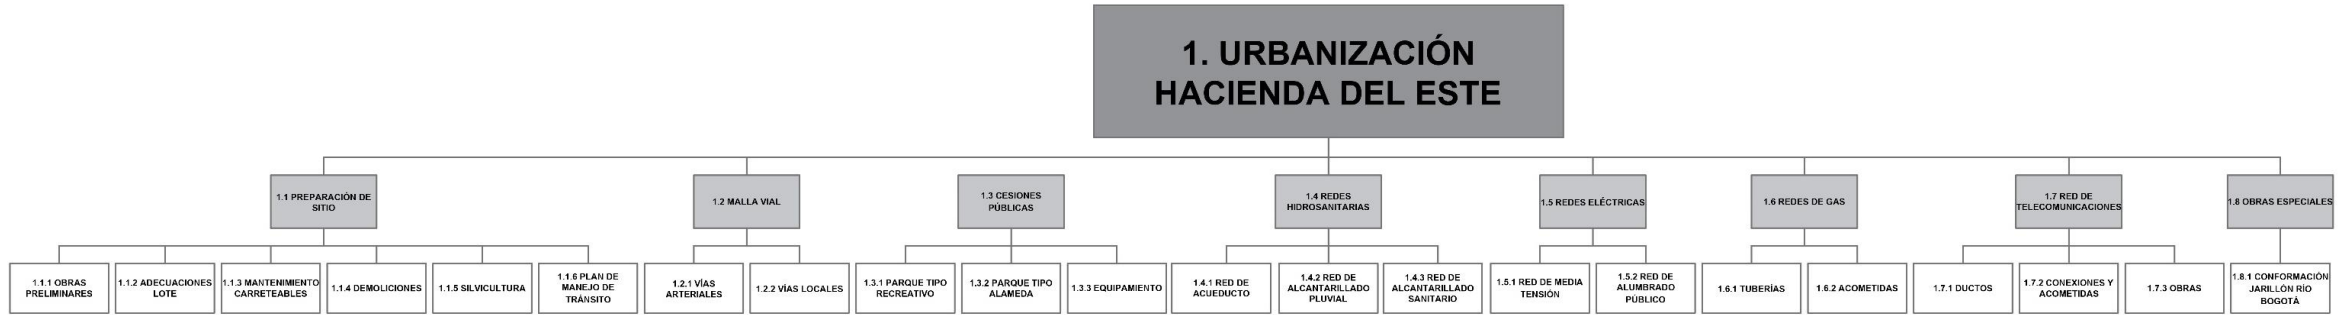 1. URBANIZACIÓN
HACIENDA DEL ESTE
1.1 PREPARACIÓN DE
SITIO
1.2 MALLA VIAL
1.3 CESIONES
PÚBLICAS
1.4 REDES
HIDROSANITARIAS
1.5 REDES ELÉCTRICAS
1.6 REDES DE GAS
1.7 RED DE
TELECOMUNICACIONES
1.8 OBRAS ESPECIALES
1.1.1 OBRAS
PRELIMINARES
1.1.2 ADECUACIONES
LOTE
1.1.3 MANTENIMIENTO
CARRETEABLES
1.1.4 DEMOLICIONES
1.1.5 SILVICULTURA
1.1.6 PLAN DE
MANEJO DE
TRÁNSITO
1.2.1 VÍAS
ARTERIALES
1.2.2 VÍAS LOCALES
1.3.1 PARQUE TIPO
RECREATIVO
1.3.2 PARQUE TIPO
ALAMEDA
1.3.3 EQUIPAMIENTO
1.4.1 RED DE
ACUEDUCTO
1.4.2 RED DE
ALCANTARILLADO
PLUVIAL
1.4.3 RED DE
ALCANTARILLADO
SANITARIO
1.5.1 RED DE MEDIA
TENSIÓN
1.5.2 RED DE
ALUMBRADO
PÚBLICO
1.6.1 TUBERÍAS
1.6.2 ACOMETIDAS
1.7.1 DUCTOS
1.7.2 CONEXIONES Y
ACOMETIDAS
1.7.3 OBRAS
1.8.1 CONFORMACIÓN
JARILLÓN RÍO
BOGOTÁ